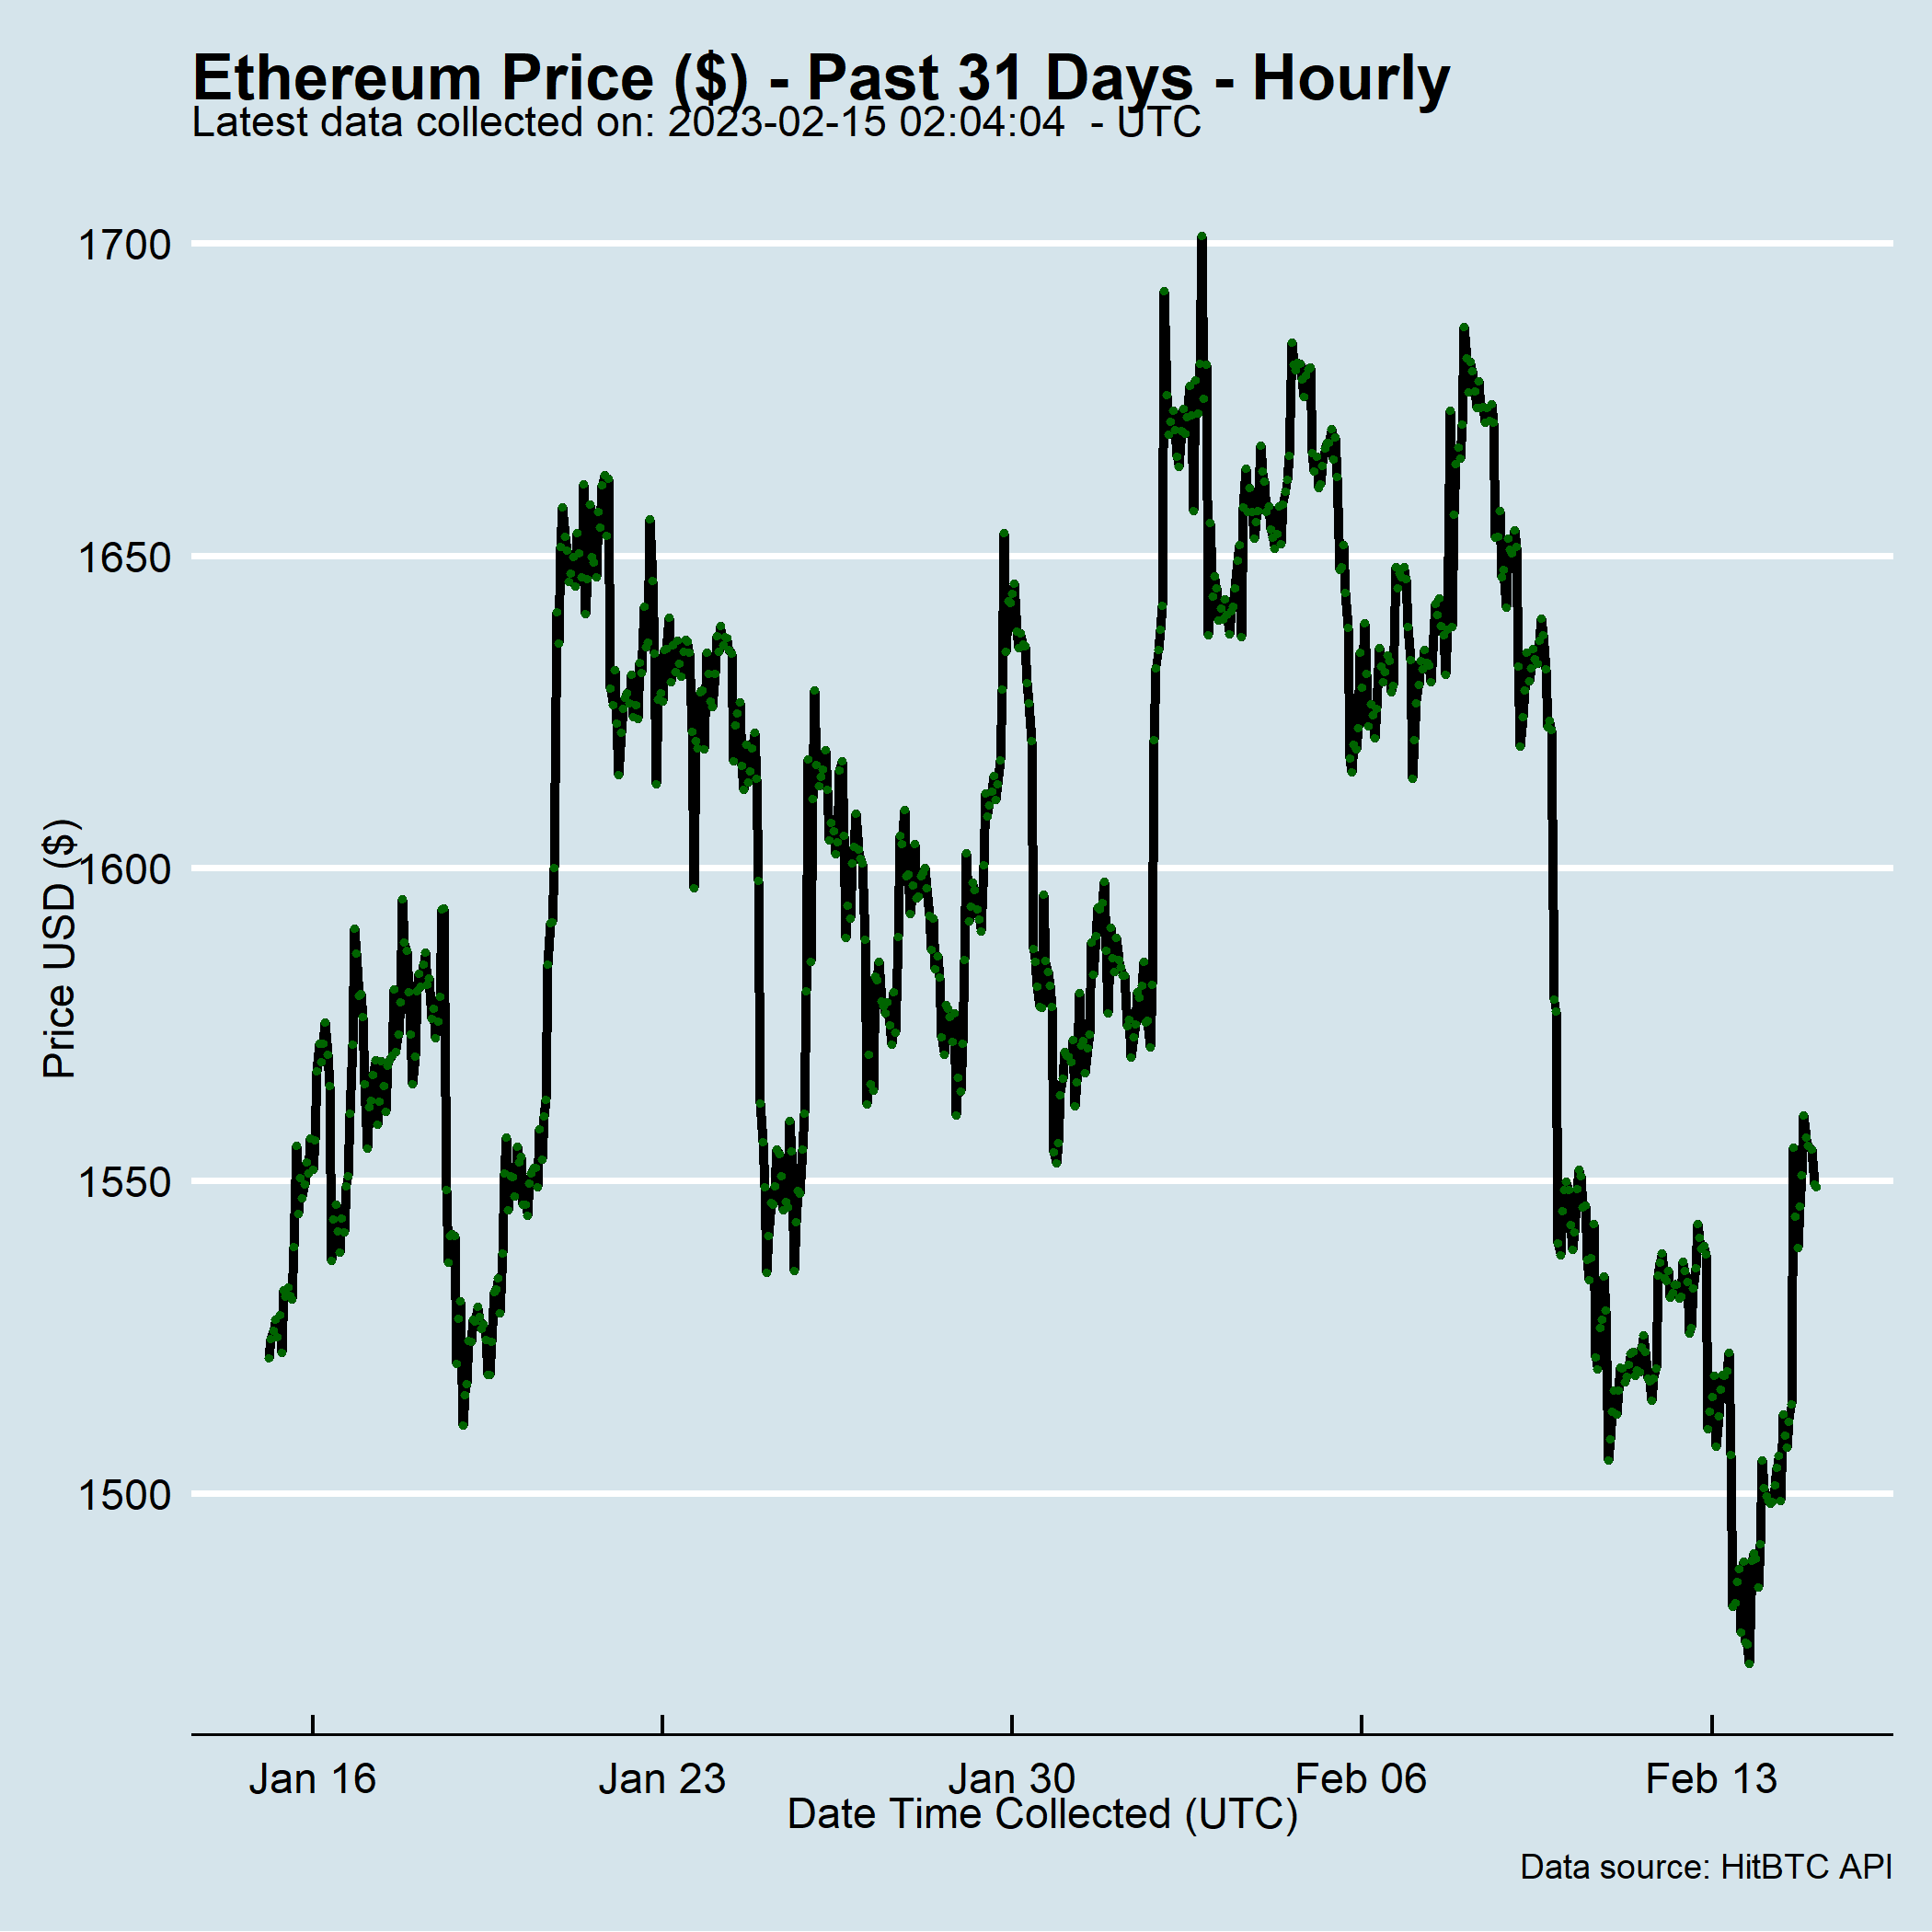 Ethereum Price ($) - Past 31 Days - Hourly
Latest data collected on: 2023-02-15 02:04:04  - UTC
Price USD ($)
1700
1650
1600
1550
1500
Jan 16
Jan 23
Jan 30
Feb 06
Feb 13
Date Time Collected (UTC)
Data source: HitBTC API